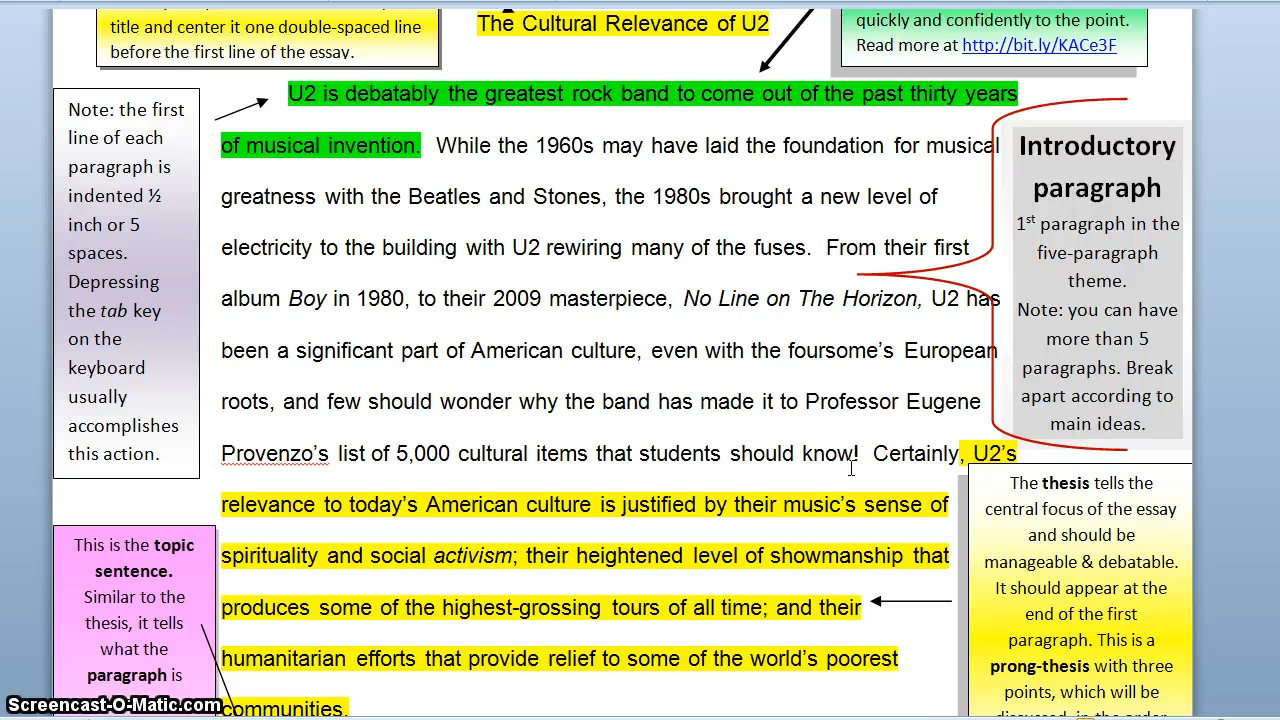 title and center it one double-spaced line
before the first line of the essay.
The Cultural Relevance of U2
quickly and confidently to the point.
Read more at http://bit.ly/KACe3F
Note: the first
line of each
paragraph is
indented ½
inch or 5
spaces.
Depressing
the tab key
on the
keyboard
usually
accomplishes
this action.
U2 is debatably the greatest rock band to come out of the past thirty years
of musical invention. While the 1960s may have laid the foundation for musical
greatness with the Beatles and Stones, the 1980s brought a new level of
electricity to the building with U2 rewiring many of the fuses. From their first
album Boy in 1980, to their 2009 masterpiece, No Line on The Horizon, U2 has
been a significant part of American culture, even with the foursome’s European
roots, and few should wonder why the band has made it to Professor Eugene
Provenzo’s list of 5,000 cultural items that students should know! Certainly, U2’s
relevance to today’s American culture is justified by their music’s sense of
spirituality and social activism; their heightened level of showmanship that
produces some of the highest-grossing tours of all time; and their
humanitarian efforts that provide relief to some of the world’s poorest
communities.
Introductory
paragraph
1st paragraph in the
five-paragraph
theme.
Note: you can have
more than 5
paragraphs. Break
apart according to
main ideas.
The thesis tells the
central focus of the essay
and should be
manageable & debatable.
It should appear at the
end of the first
paragraph. This is a
prong-thesis with three
points, which will be
This is the topic
sentence.
Similar to the
thesis, it tells
what the
paragraph is
Screencast-O-Matic.com